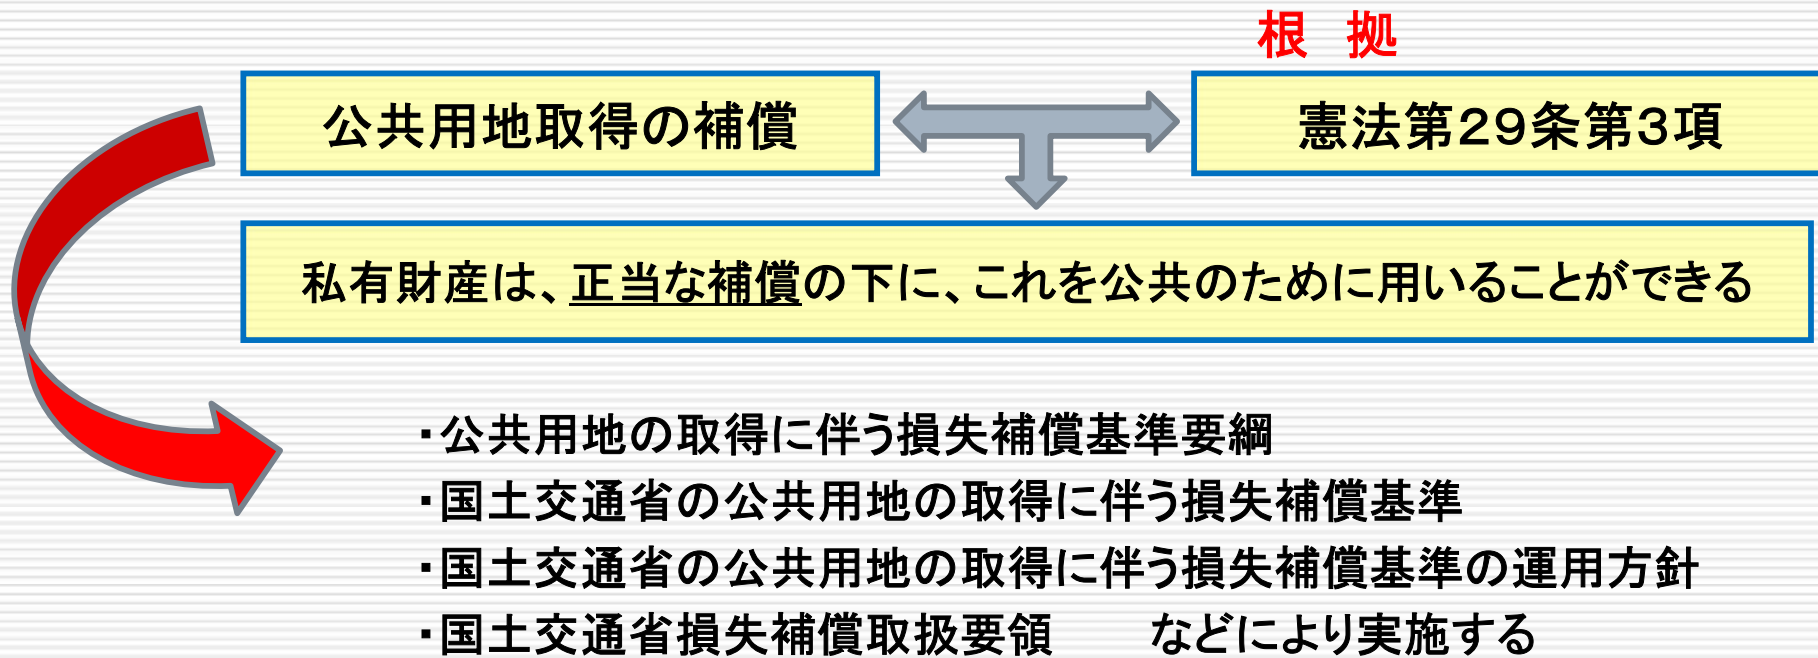 根　拠
公共用地取得の補償
憲法第29条第3項
私有財産は、正当な補償の下に、これを公共のために用いることができる
・公共用地の取得に伴う損失補償基準要綱
・国土交通省の公共用地の取得に伴う損失補償基準
・国土交通省の公共用地の取得に伴う損失補償基準の運用方針
・国土交通省損失補償取扱要領　　などにより実施する